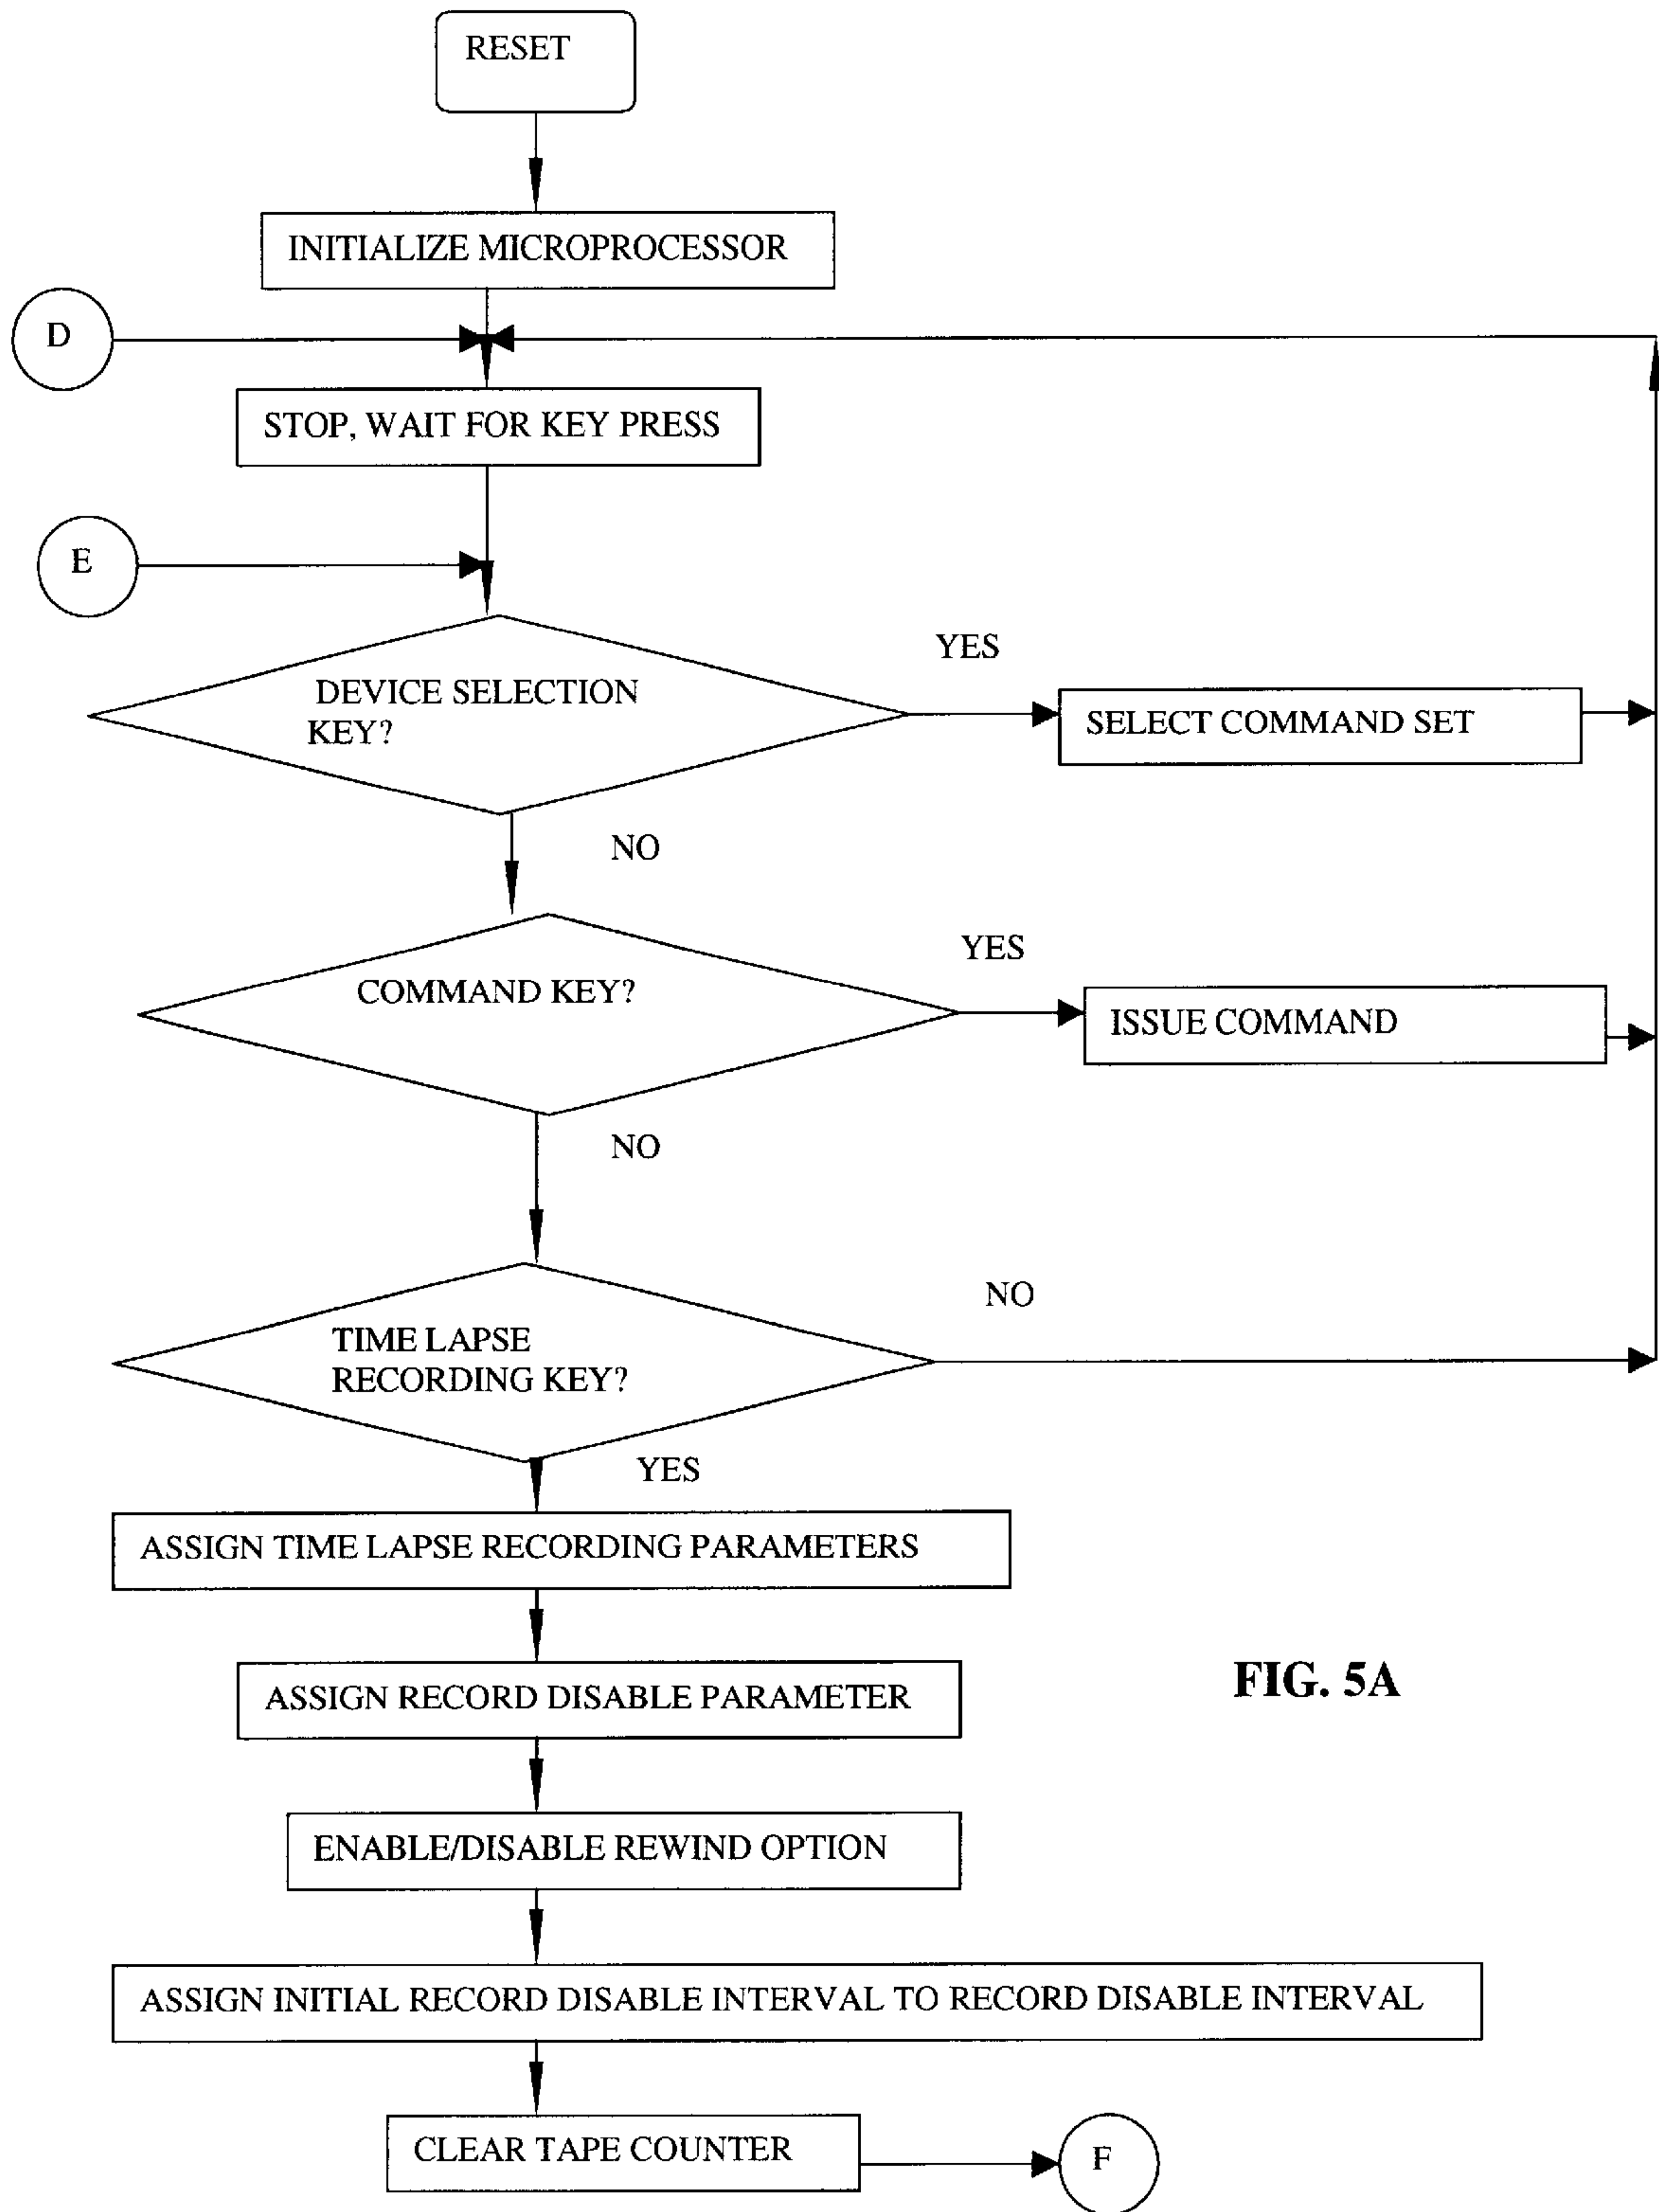 RESET
INITIALIZE MICROPROCESSOR
D
STOP, WAIT FOR KEY PRESS
E
YES
DEVICE SELECTION
KEY?
SELECT COMMAND SET
NO
YES
COMMAND KEY?
ISSUE COMMAND
NO
NO
TIME LAPSE
RECORDING KEY?
YES
ASSIGN TIME LAPSE RECORDING PARAMETERS
FIG. 5A
ASSIGN RECORD DISABLE PARAMETER
ENABLE/DISABLE REWIND OPTION
ASSIGN INITIAL RECORD DISABLE INTERVAL TO RECORD DISABLE INTERVAL
CLEAR TAPE COUNTER
F